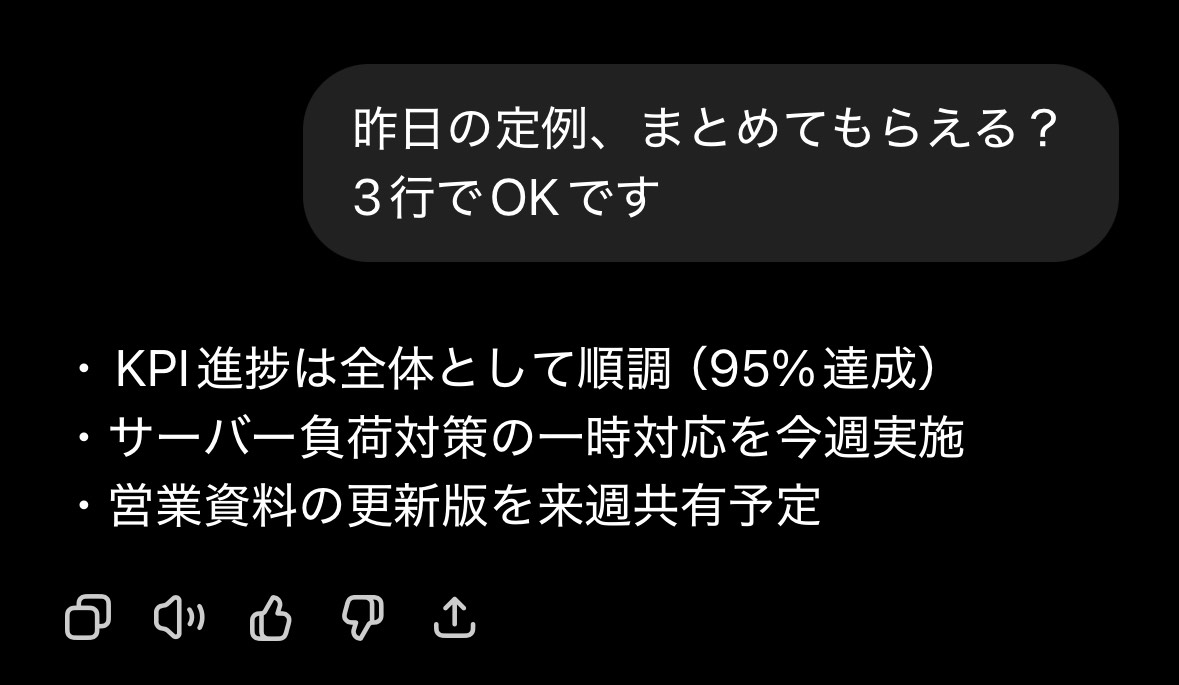 昨日の定例、まとめてもらえる？
３行でOKです
・KPI進捗は全体として順調（95%達成）
・サーバー負荷対策の一時対応を今週実施
・営業資料の更新版を来週共有予定